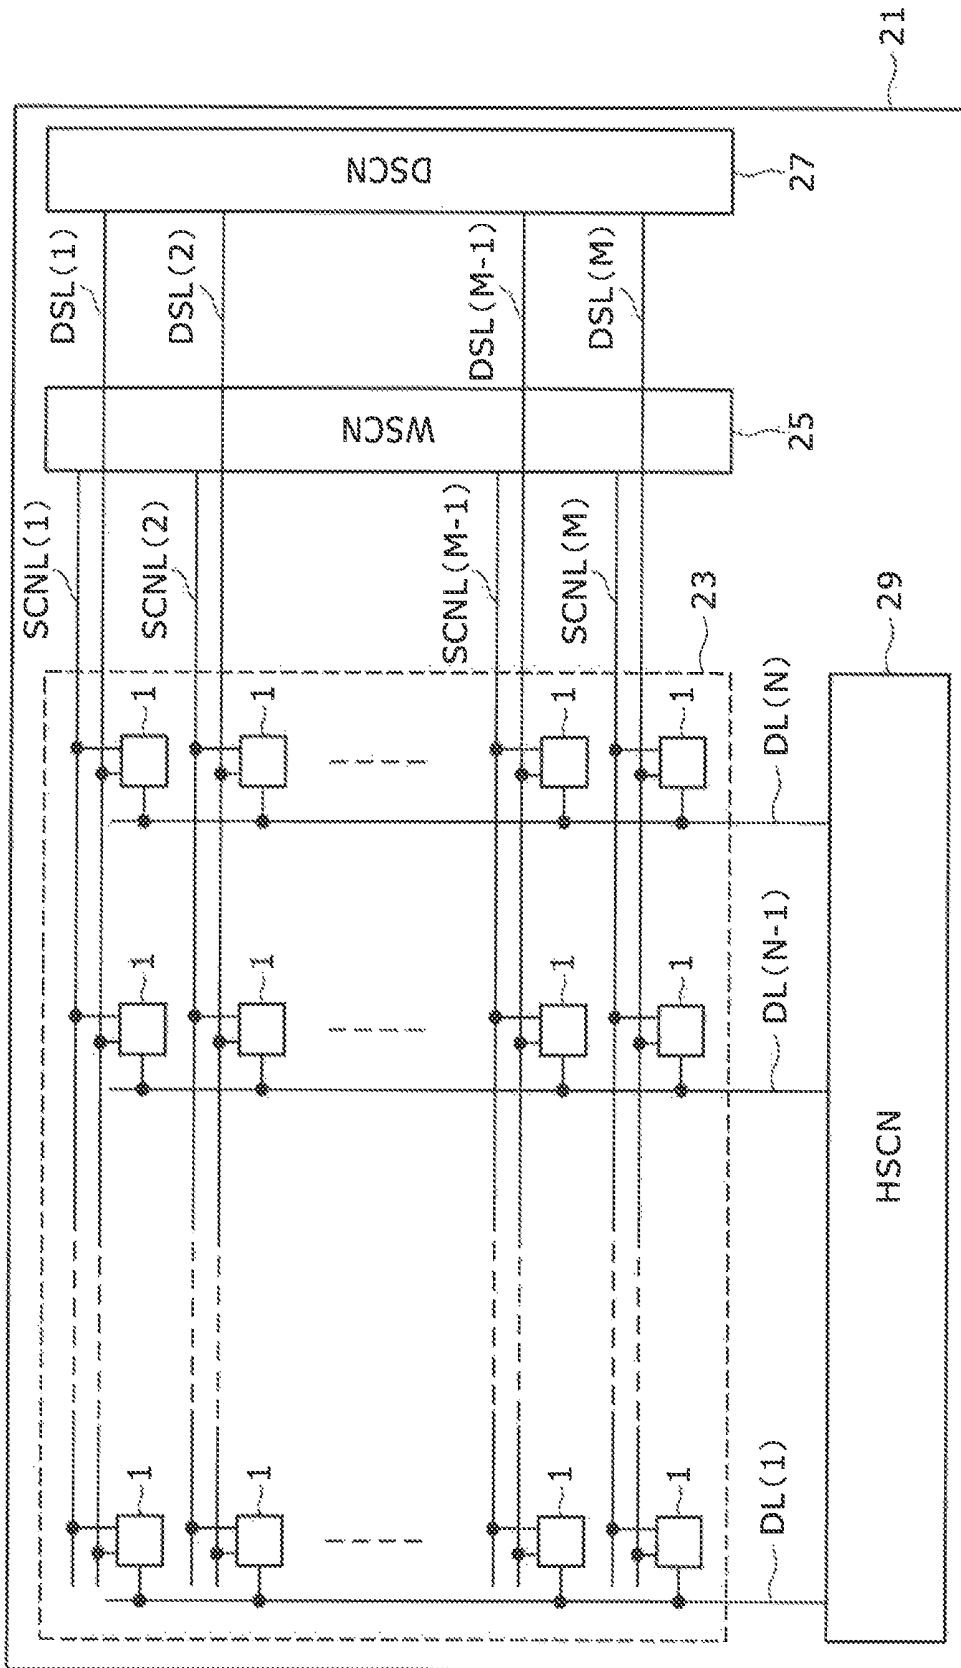 21
DSCN
27
DSL(1)
DSL(2)
DSL(M-1)
DSL(M)
WSCN
25
SCNL(1)
SCNL(2)
SCNL(M-1)
SCNL(M)
23
29
1
1
1
1
DL(N)
1
1
1
1
DL(N-1)
HSCN
1
1
1
1
DL(1)